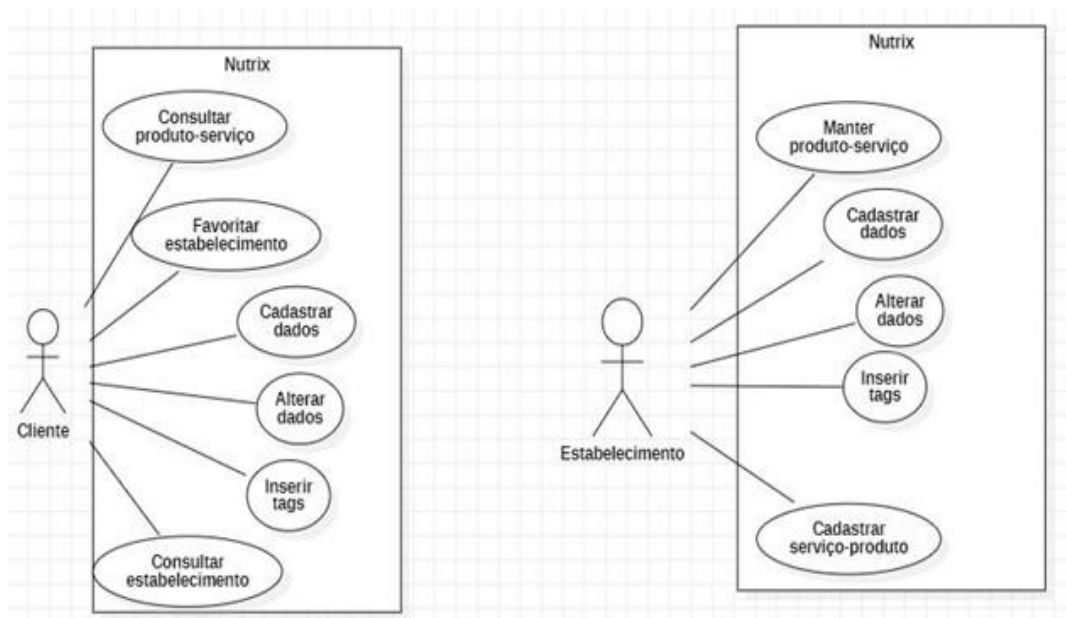 Nutrix
Consultar
produto-serviço
Favoritar
estabelecimento
Cadastrar
dados
Alterar
dados
Inserir
tags
Consultar
estabelecimento
Cliente
Nutrix
Manter
produto-serviço
Cadastrar
dados
Alterar
dados
Inserir
tags
Cadastrar
serviço-produto
Estabelecimento